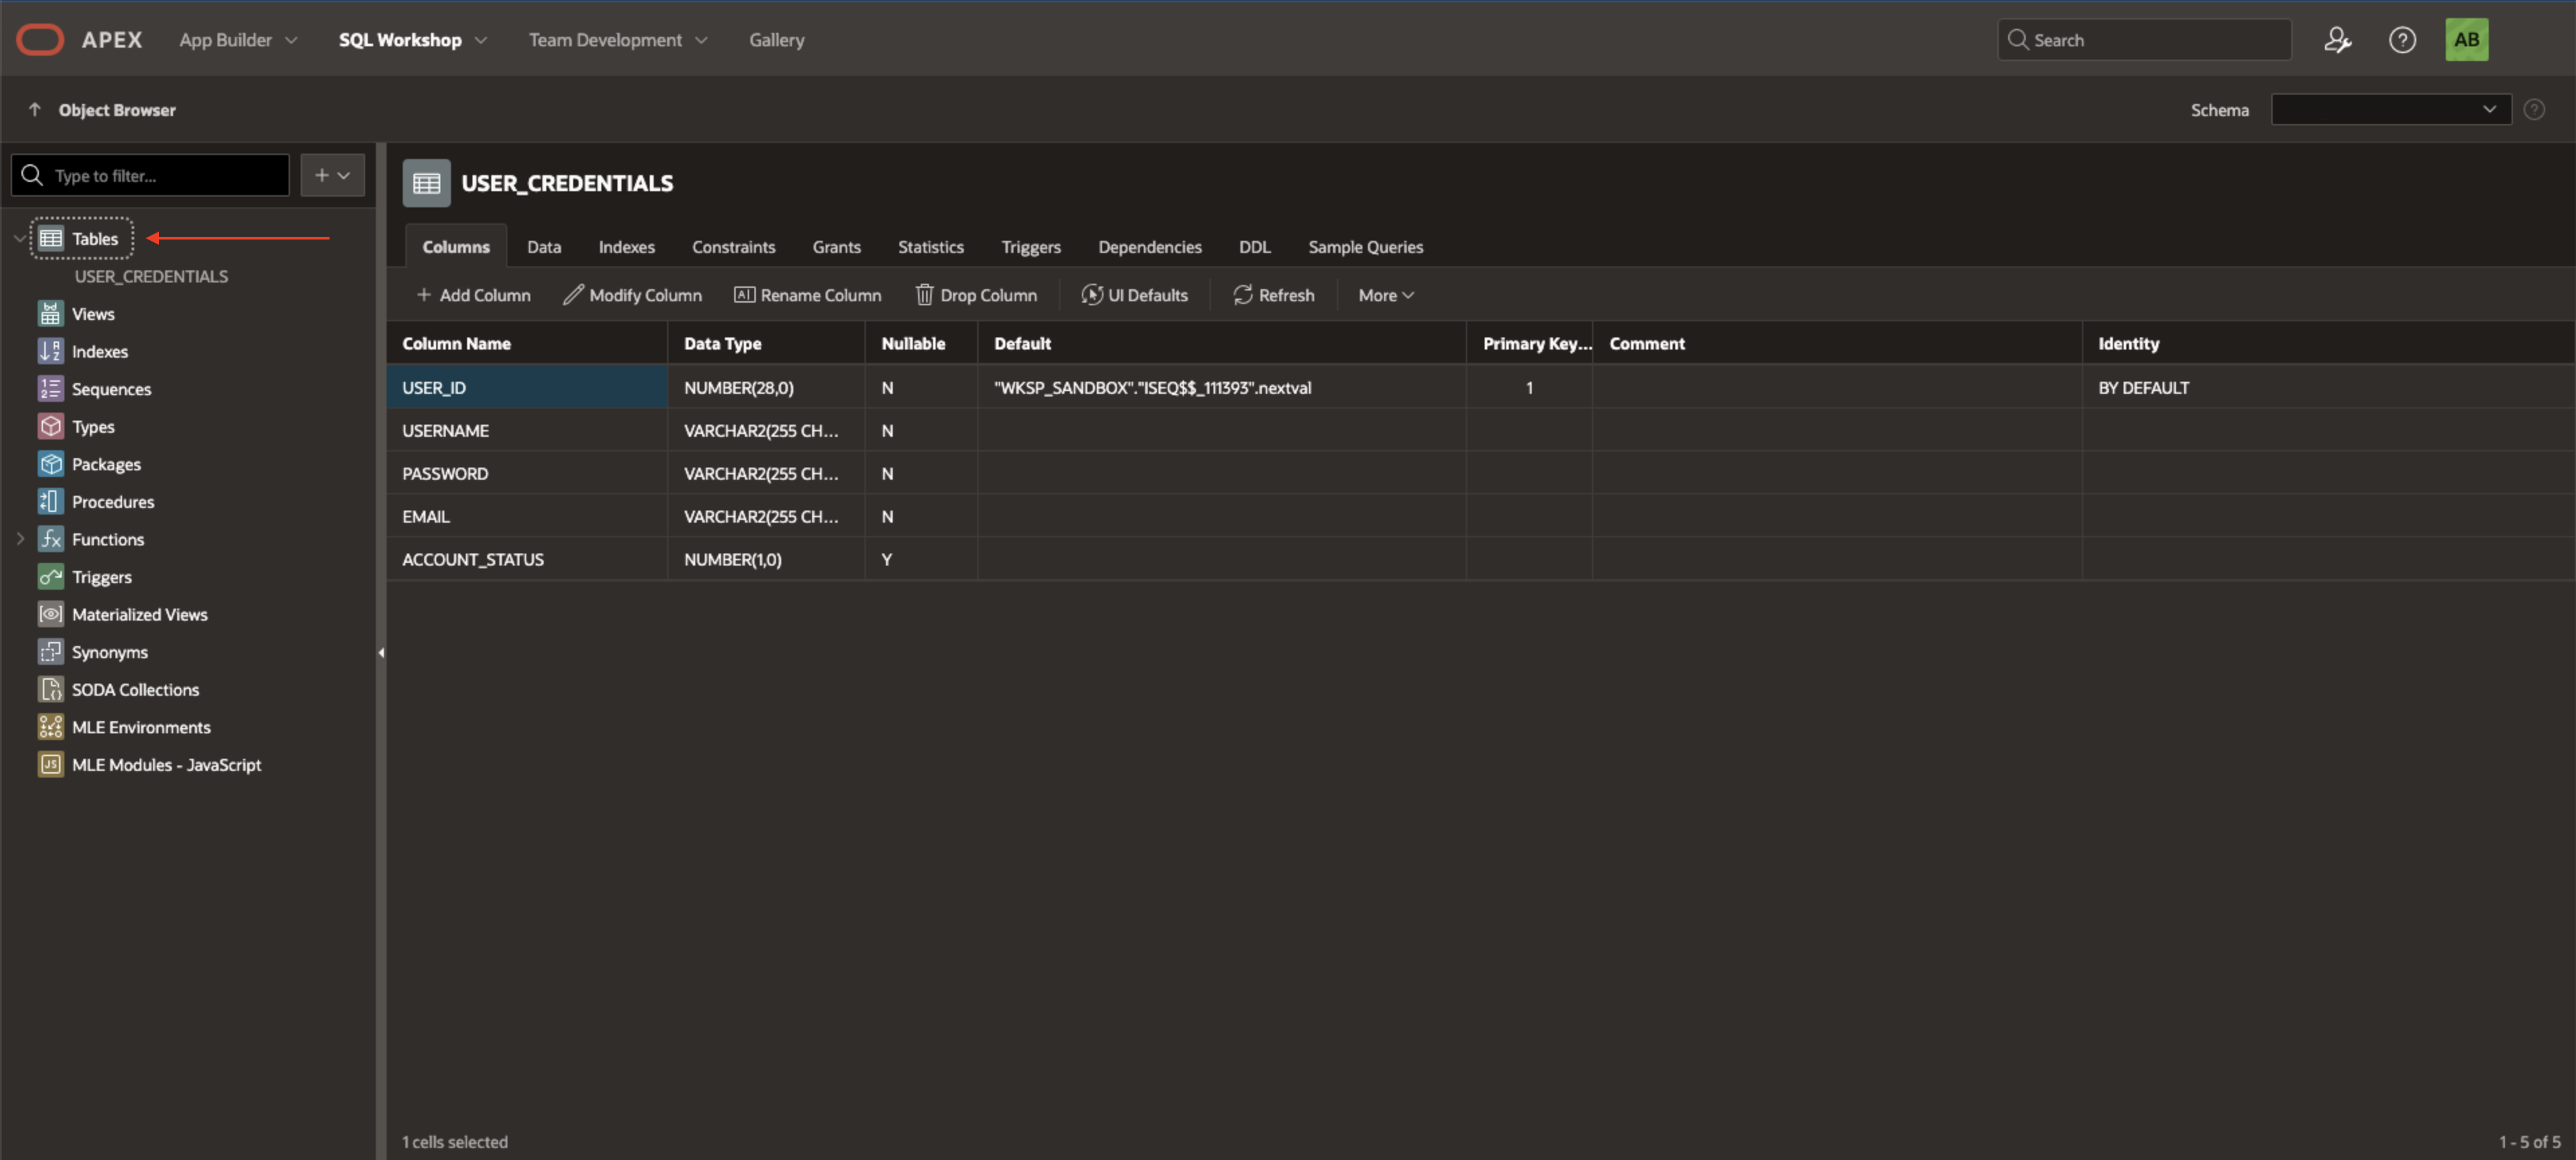 APEX App Builder SQL Workshop Team Development Gallery Search AB
Object Browser Schema
Type to filter...
Tables
USER_CREDENTIALS
Views
Indexes
Sequences
Types
Packages
Procedures
Functions
Triggers
Materialized Views
Synonyms
SODA Collections
MLE Environments
MLE Modules - JavaScript
USER_CREDENTIALS
Columns Data Indexes Constraints Grants Statistics Triggers Dependencies DDL Sample Queries
Add Column Modify Column Rename Column Drop Column UI Defaults Refresh More
Column Name Data Type Nullable Default Primary Key... Comment Identity
USER_ID NUMBER(28,0) N "WKSP_SANDBOX"."ISEQ$$_111393".nextval 1 BY DEFAULT
USERNAME VARCHAR2(255 CH... N
PASSWORD VARCHAR2(255 CH... N
EMAIL VARCHAR2(255 CH... N
ACCOUNT_STATUS NUMBER(1,0) Y
1 cells selected 1 - 5 of 5